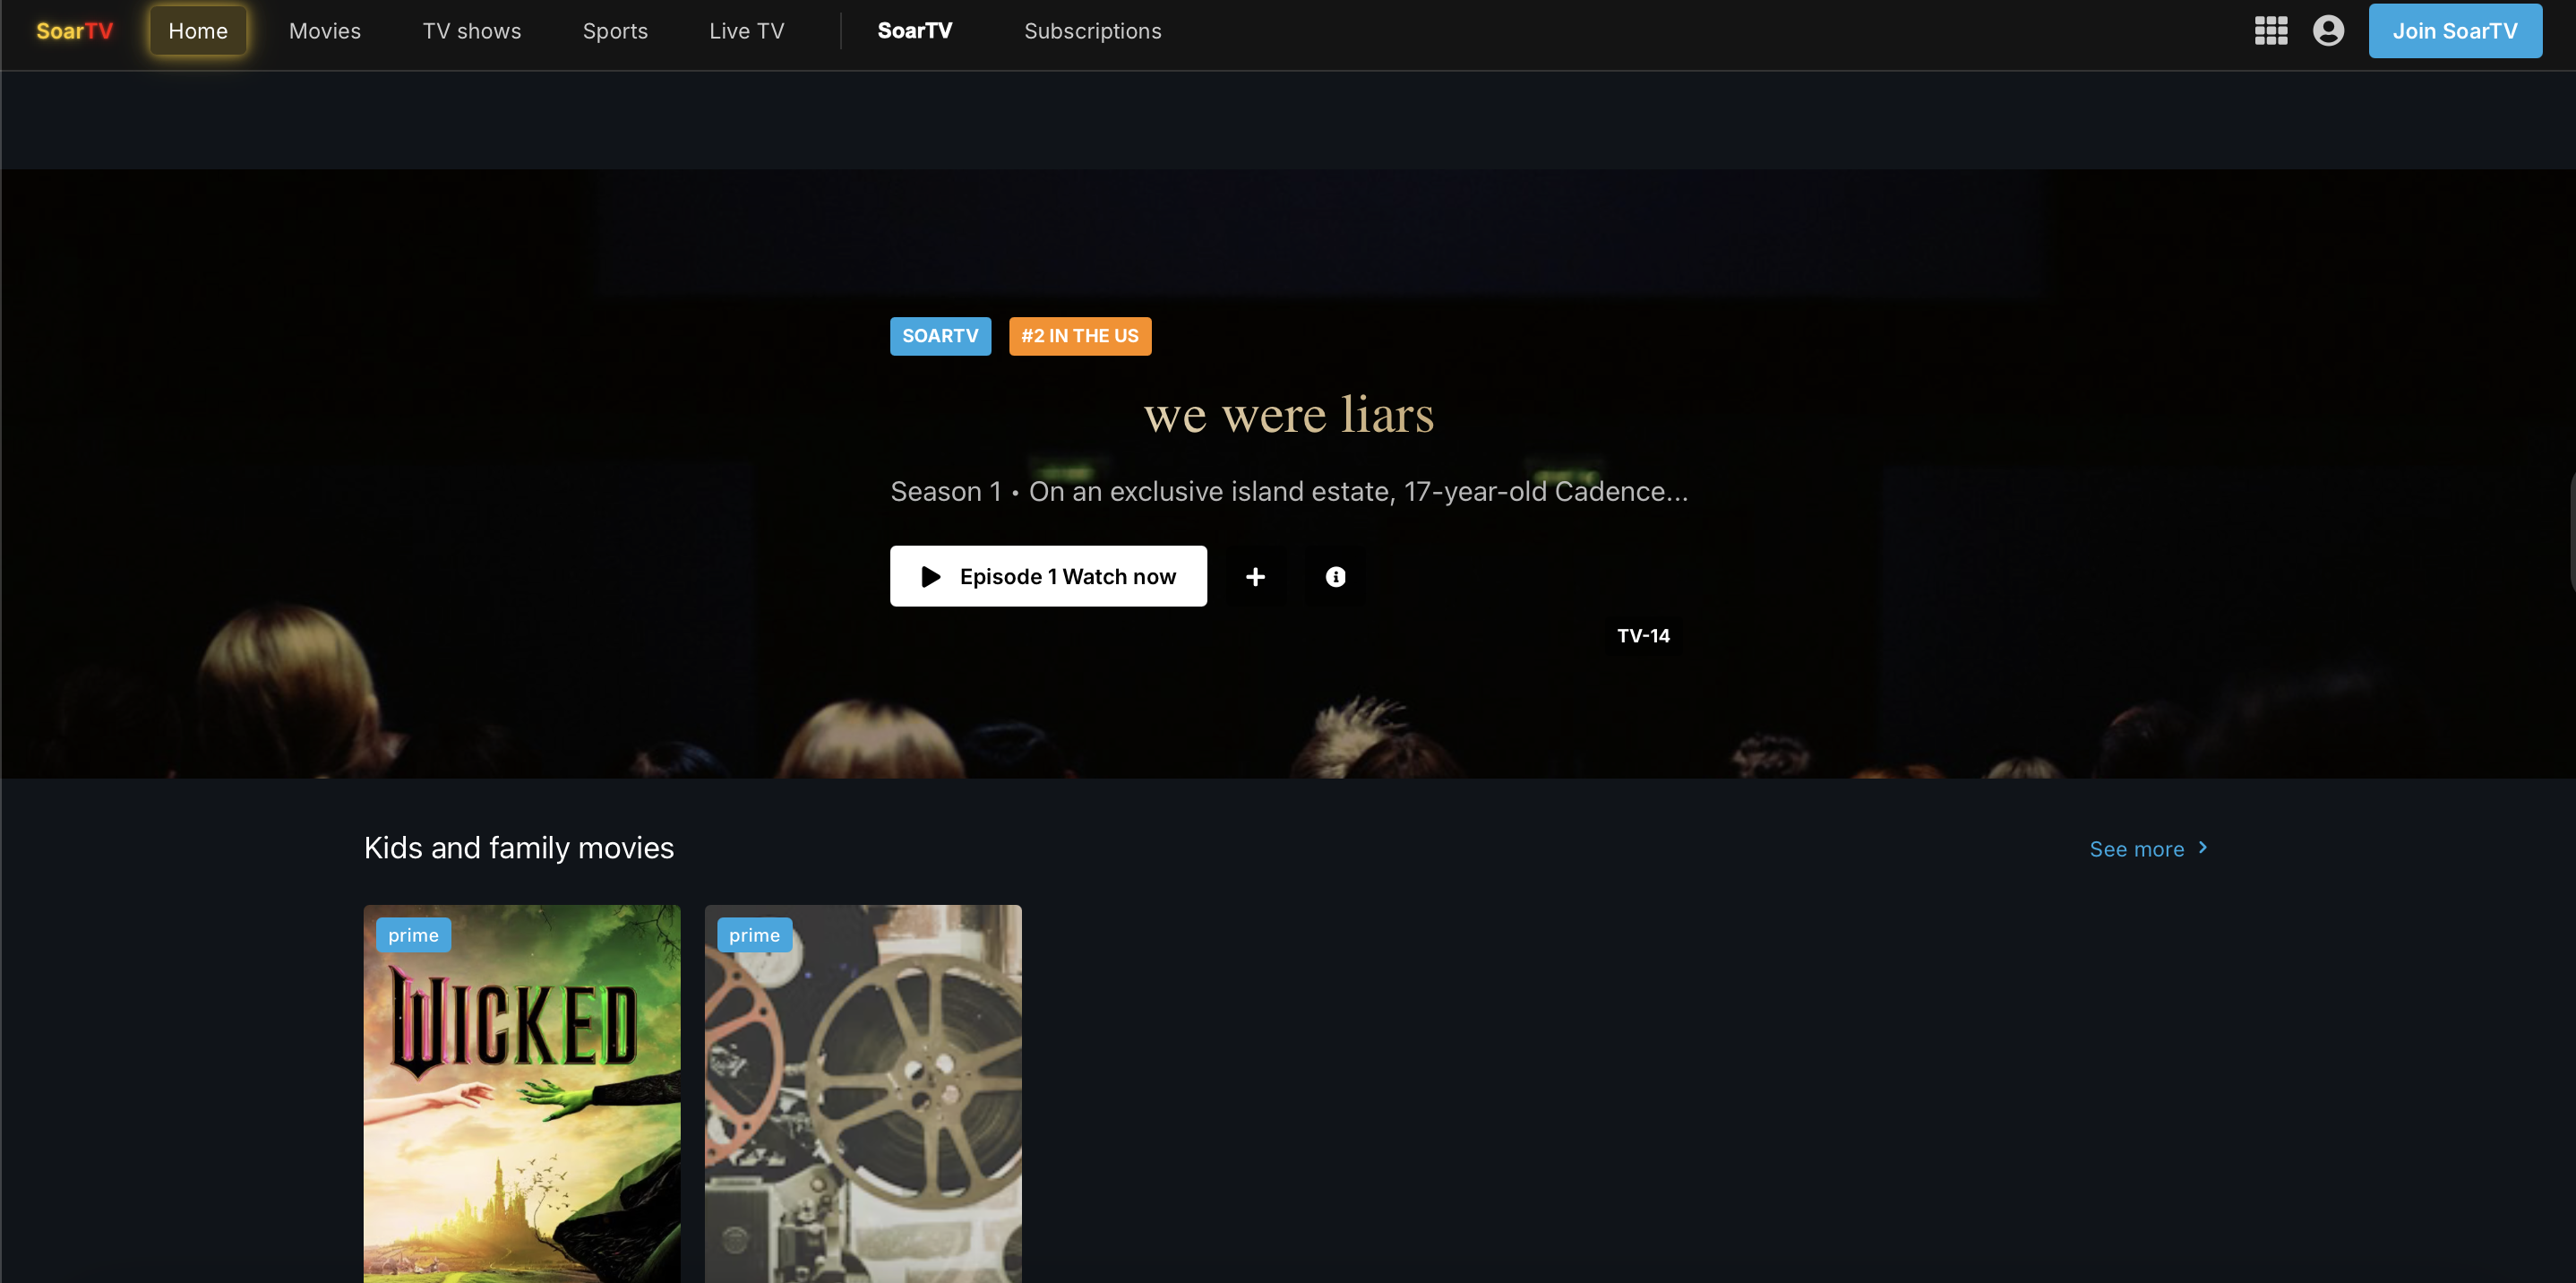 SoarTV Home Movies TV shows Sports Live TV SoarTV Subscriptions Join SoarTV
SOARTV #2 IN THE US
we were liars
Season 1 • On an exclusive island estate, 17-year-old Cadence...
Episode 1 Watch now
TV-14
Kids and family movies See more
prime prime
WICKED